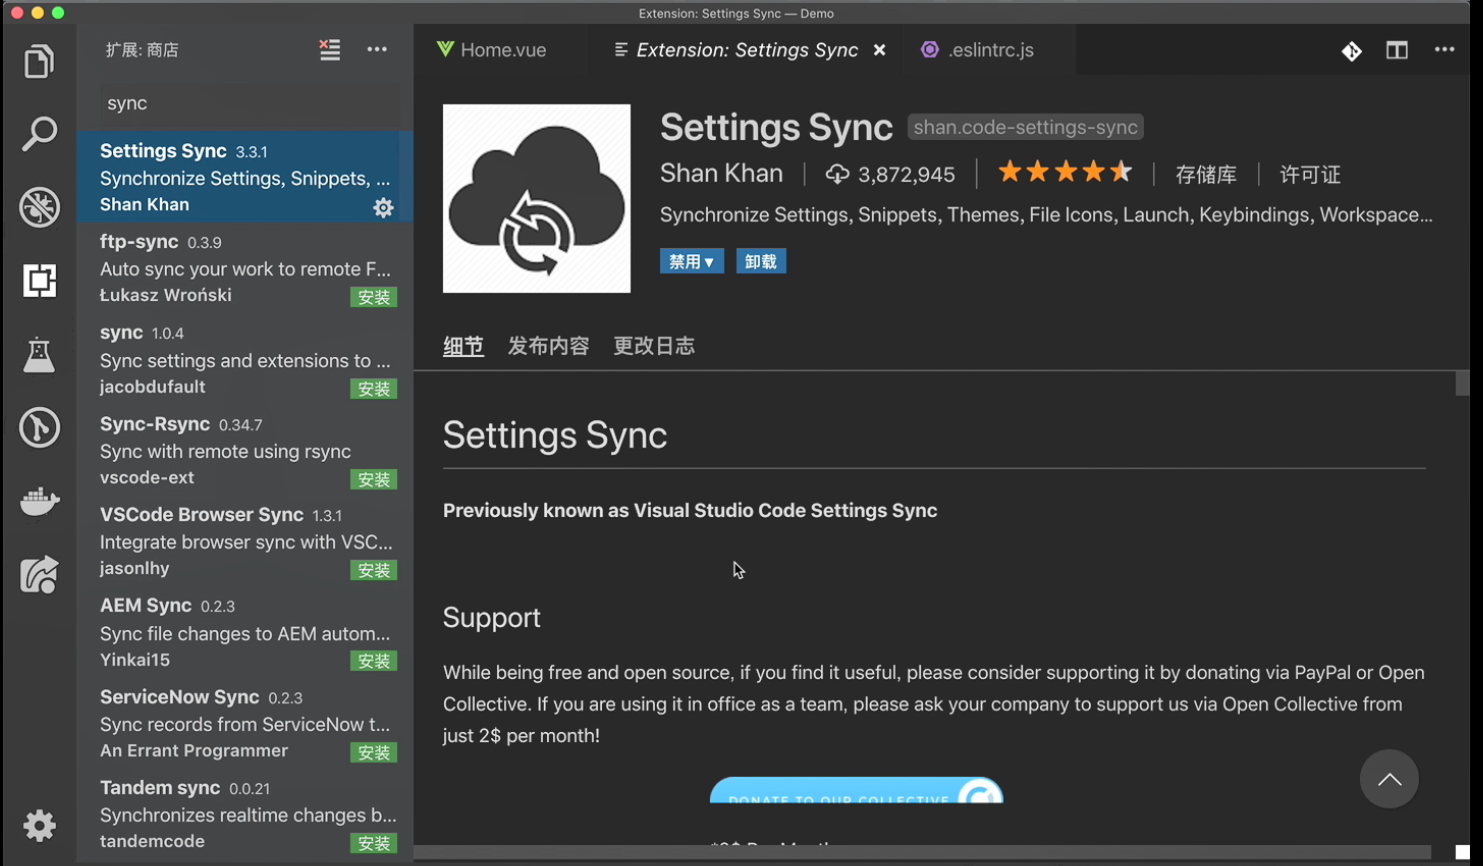 Extension: Settings Sync — Demo
扩展: 商店
sync
Settings Sync 3.3.1
Synchronize Settings, Snippets, ...
Shan Khan
ftp-sync 0.3.9
Auto sync your work to remote F...
Łukasz Wroński
安装
sync 1.0.4
Sync settings and extensions to ...
jacobdufault
安装
Sync-Rsync 0.34.7
Sync with remote using rsync
vscode-ext
安装
VSCode Browser Sync 1.3.1
Integrate browser sync with VSC...
jasonlhy
安装
AEM Sync 0.2.3
Sync file changes to AEM autom...
Yinkai15
安装
ServiceNow Sync 0.2.3
Sync records from ServiceNow t...
An Errant Programmer
安装
Tandem sync 0.0.21
Synchronizes realtime changes b...
tandemcode
安装
Home.vue
Extension: Settings Sync
.eslintrc.js
Settings Sync shan.code-settings-sync
Shan Khan 3,872,945 存储库 许可证
Synchronize Settings, Snippets, Themes, File Icons, Launch, Keybindings, Workspace...
禁用 卸载
细节 发布内容 更改日志
Settings Sync
Previously known as Visual Studio Code Settings Sync
Support
While being free and open source, if you find it useful, please consider supporting it by donating via PayPal or Open
Collective. If you are using it in office as a team, please ask your company to support us via Open Collective from
just 2$ per month!
DONATE TO OUR COLLECTIVE